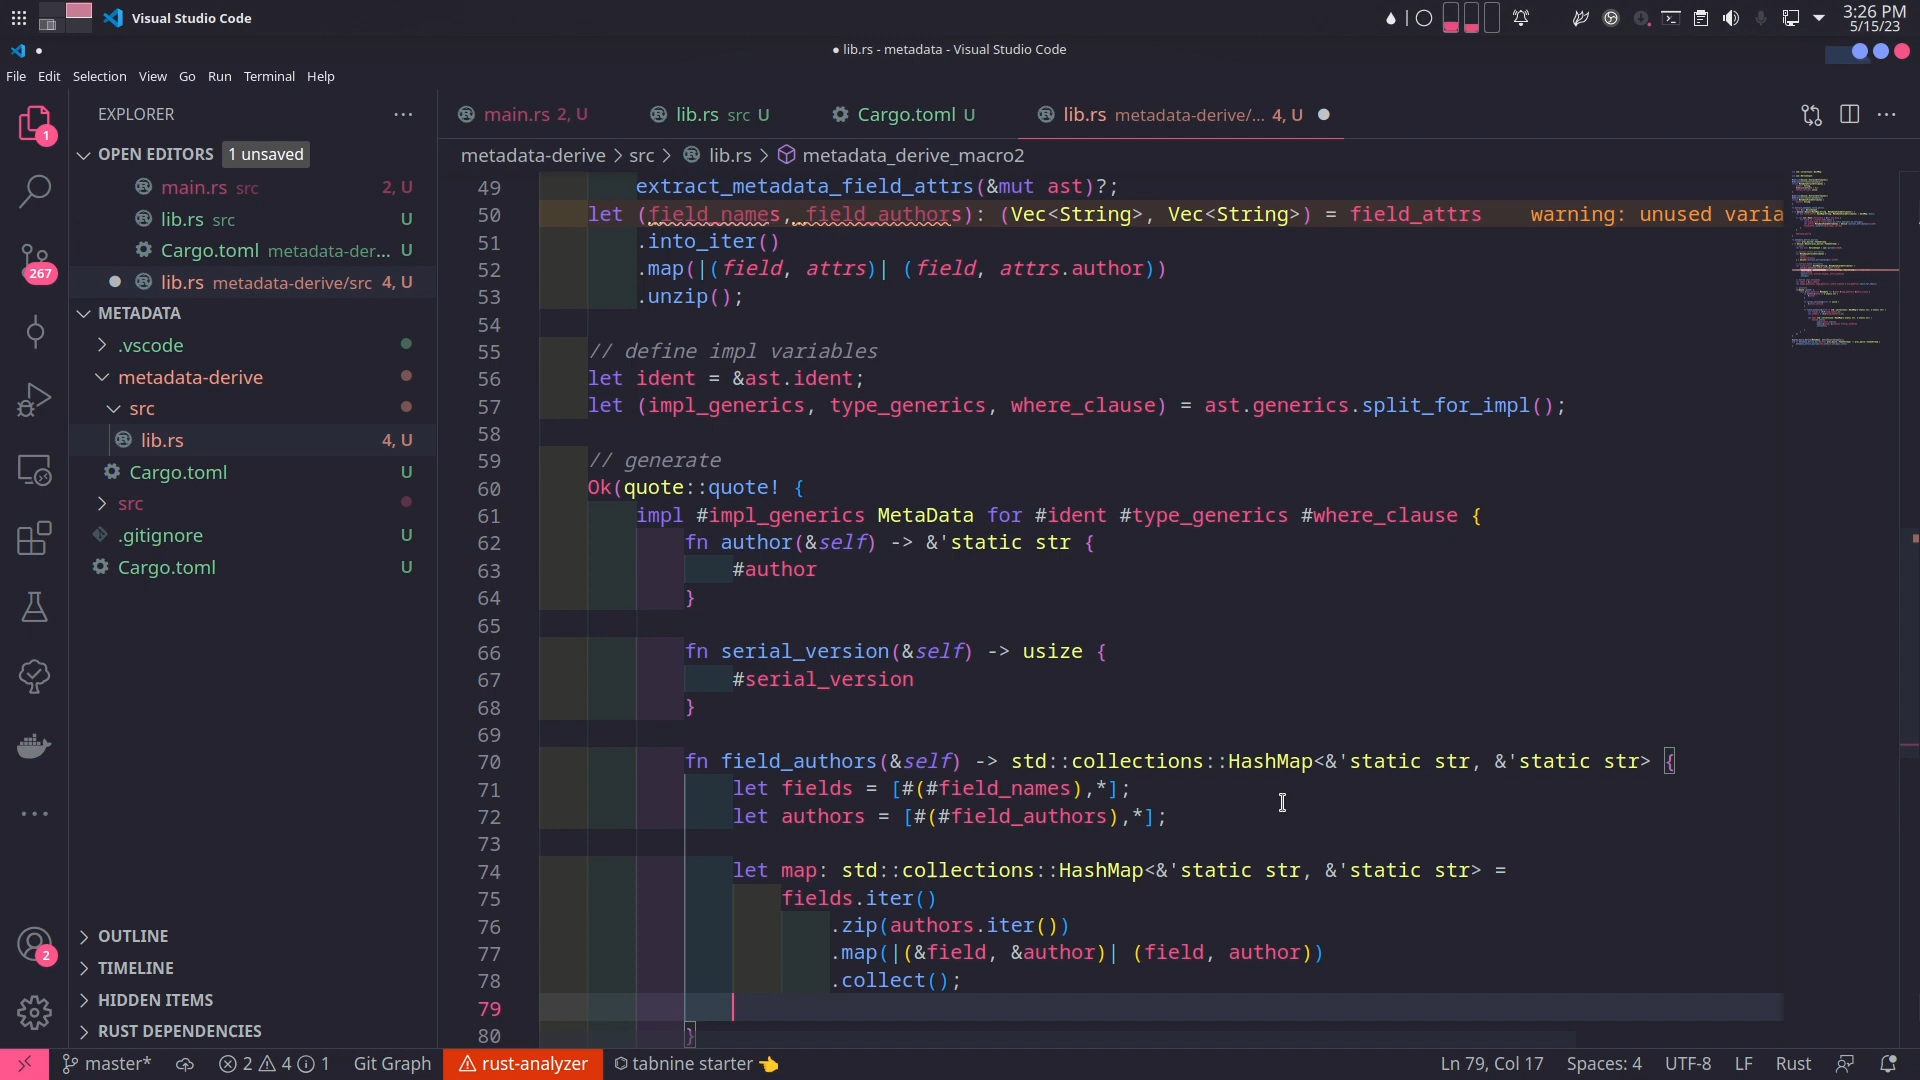 Visual Studio Code
3:26 PM
5/15/23
● lib.rs - metadata - Visual Studio Code
File Edit Selection View Go Run Terminal Help
1
EXPLORER
main.rs 2, U
lib.rs src U
Cargo.toml U
lib.rs metadata-derive/... 4, U
OPEN EDITORS 1 unsaved
metadata-derive > src > lib.rs > metadata_derive_macro2
main.rs src 2, U
lib.rs src U
Cargo.toml metadata-der... U
lib.rs metadata-derive/src 4, U
267
METADATA
.vscode
metadata-derive
src
lib.rs 4, U
Cargo.toml U
src
.gitignore U
Cargo.toml U
2
OUTLINE
TIMELINE
HIDDEN ITEMS
RUST DEPENDENCIES
49 extract_metadata_field_attrs(&mut ast)?;
50 let (field_names, field_authors): (Vec<String>, Vec<String>) = field_attrs warning: unused varia
51 .into_iter()
52 .map(|(field, attrs)| (field, attrs.author))
53 .unzip();
54
55 // define impl variables
56 let ident = &ast.ident;
57 let (impl_generics, type_generics, where_clause) = ast.generics.split_for_impl();
58
59 // generate
60 Ok(quote::quote! {
61 impl #impl_generics MetaData for #ident #type_generics #where_clause {
62 fn author(&self) -> &'static str {
63 #author
64 }
65
66 fn serial_version(&self) -> usize {
67 #serial_version
68 }
69
70 fn field_authors(&self) -> std::collections::HashMap<&'static str, &'static str> {
71 let fields = [#(#field_names),*];
72 let authors = [#(#field_authors),*];
73
74 let map: std::collections::HashMap<&'static str, &'static str> =
75 fields.iter()
76 .zip(authors.iter())
77 .map(|(&field, &author)| (field, author))
78 .collect();
79
80 }
master* 2 4 1 Git Graph rust-analyzer tabnine starter 👈 Ln 79, Col 17 Spaces: 4 UTF-8 LF Rust